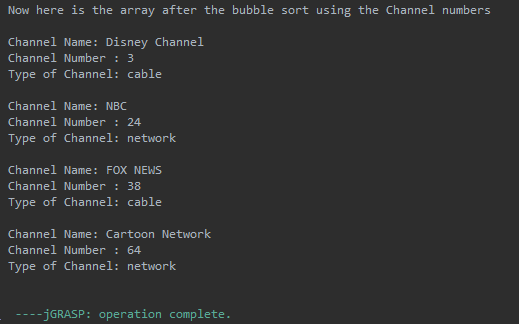 Now here is the array after the bubble sort using the Channel numbers
Channel Name: Disney Channel
Channel Number : 3
Type of Channel: cable
Channel Name: NBC
Channel Number : 24
Type of Channel: network
Channel Name: FOX NEWS
Channel Number : 38
Type of Channel: cable
Channel Name: Cartoon Network
Channel Number : 64
Type of Channel: network
----jGRASP: operation complete.